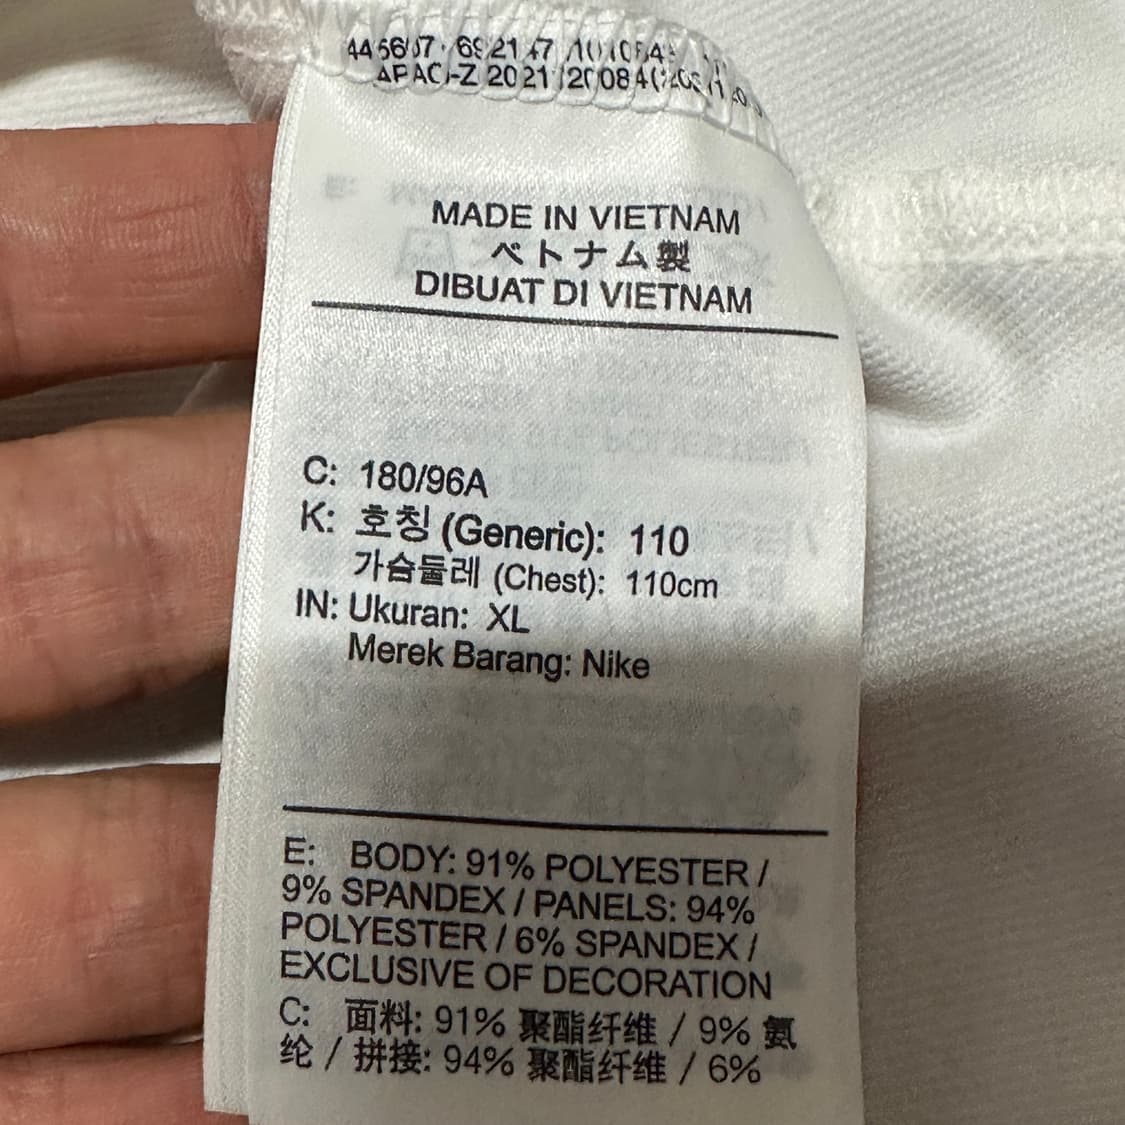 MADE IN VIETNAM
ベトナム製
DIBUAT DI VIETNAM
C: 180/96A
K: 호칭 (Generic): 110
가슴둘레 (Chest): 110cm
IN: Ukuran: XL
Merek Barang: Nike
E: BODY: 91% POLYESTER /
9% SPANDEX / PANELS: 94%
POLYESTER / 6% SPANDEX /
EXCLUSIVE OF DECORATION
C: 面料: 91% 聚酯纤维 / 9% 氨
纶 / 拼接: 94% 聚酯纤维 / 6%